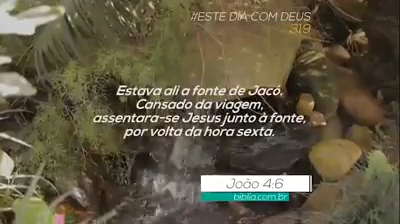 #ESTE DIA COM DEUS
319
Estava ali a fonte de Jacó.
Cansado da viagem,
assentara-se Jesus junto à fonte,
por volta da hora sexta.
João 4:6
biblia.com.br